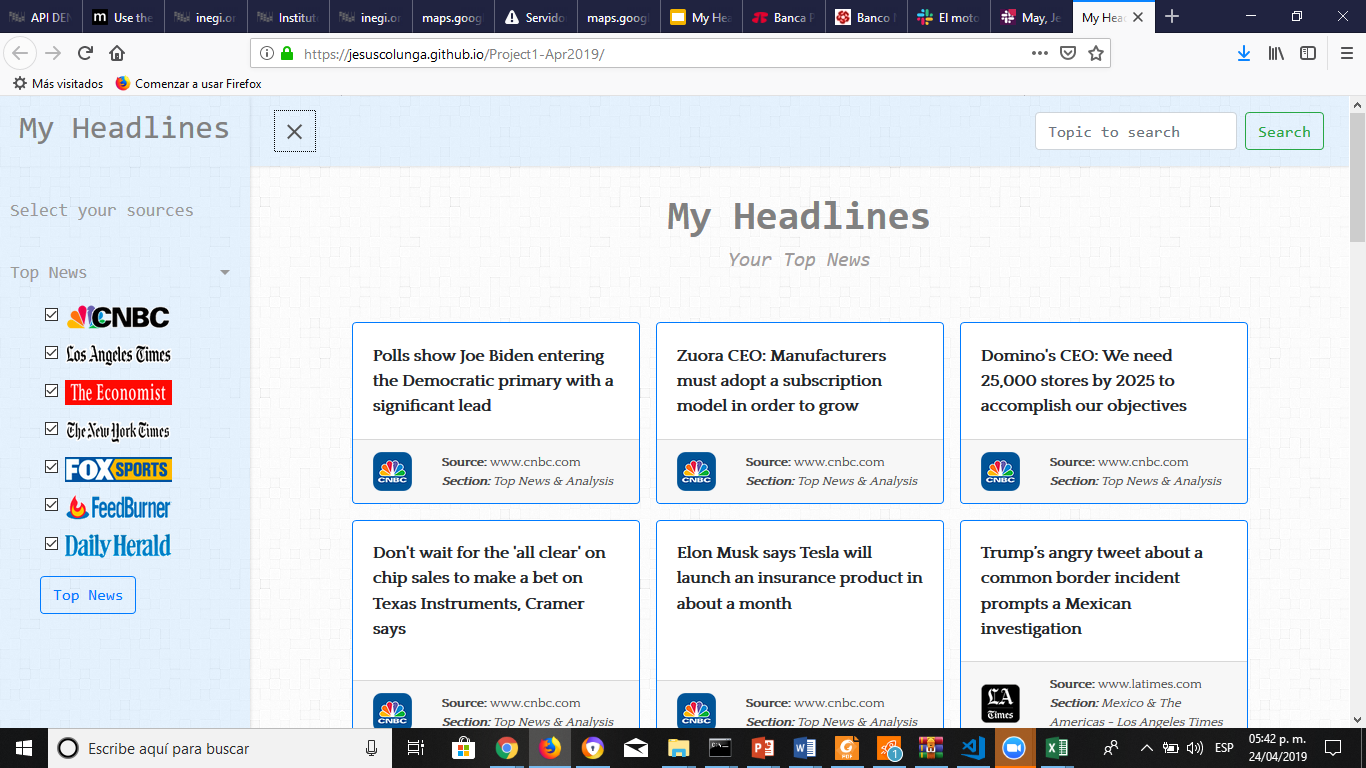 API DEN
Use the
inegi.or
Institut
inegi.or
maps.goog
Servido
maps.googl
My Hea
Banca P
Banco
El moto
May, Je
My Head
https://jesuscolunga.github.io/Project1-Apr2019/
Más visitados
Comenzar a usar Firefox
My Headlines
Topic to search
Search
Select your sources
Top News
CNBC
Los Angeles Times
The Economist
The New York Times
FOX SPORTS
FeedBurner
Daily Herald
Top News
My Headlines
Your Top News
Polls show Joe Biden entering
the Democratic primary with a
significant lead
CNBC
Source: www.cnbc.com
Section: Top News & Analysis
Zuora CEO: Manufacturers
must adopt a subscription
model in order to grow
CNBC
Source: www.cnbc.com
Section: Top News & Analysis
Domino's CEO: We need
25,000 stores by 2025 to
accomplish our objectives
CNBC
Source: www.cnbc.com
Section: Top News & Analysis
Don't wait for the 'all clear' on
chip sales to make a bet on
Texas Instruments, Cramer
says
CNBC
Source: www.cnbc.com
Section: Top News & Analysis
Elon Musk says Tesla will
launch an insurance product in
about a month
CNBC
Source: www.cnbc.com
Section: Top News & Analysis
Trump’s angry tweet about a
common border incident
prompts a Mexican
investigation
LA
Times
Source: www.latimes.com
Section: Mexico & The
Americas - Los Angeles Times
Escribe aquí para buscar
ESP
05:42 p. m.
24/04/2019